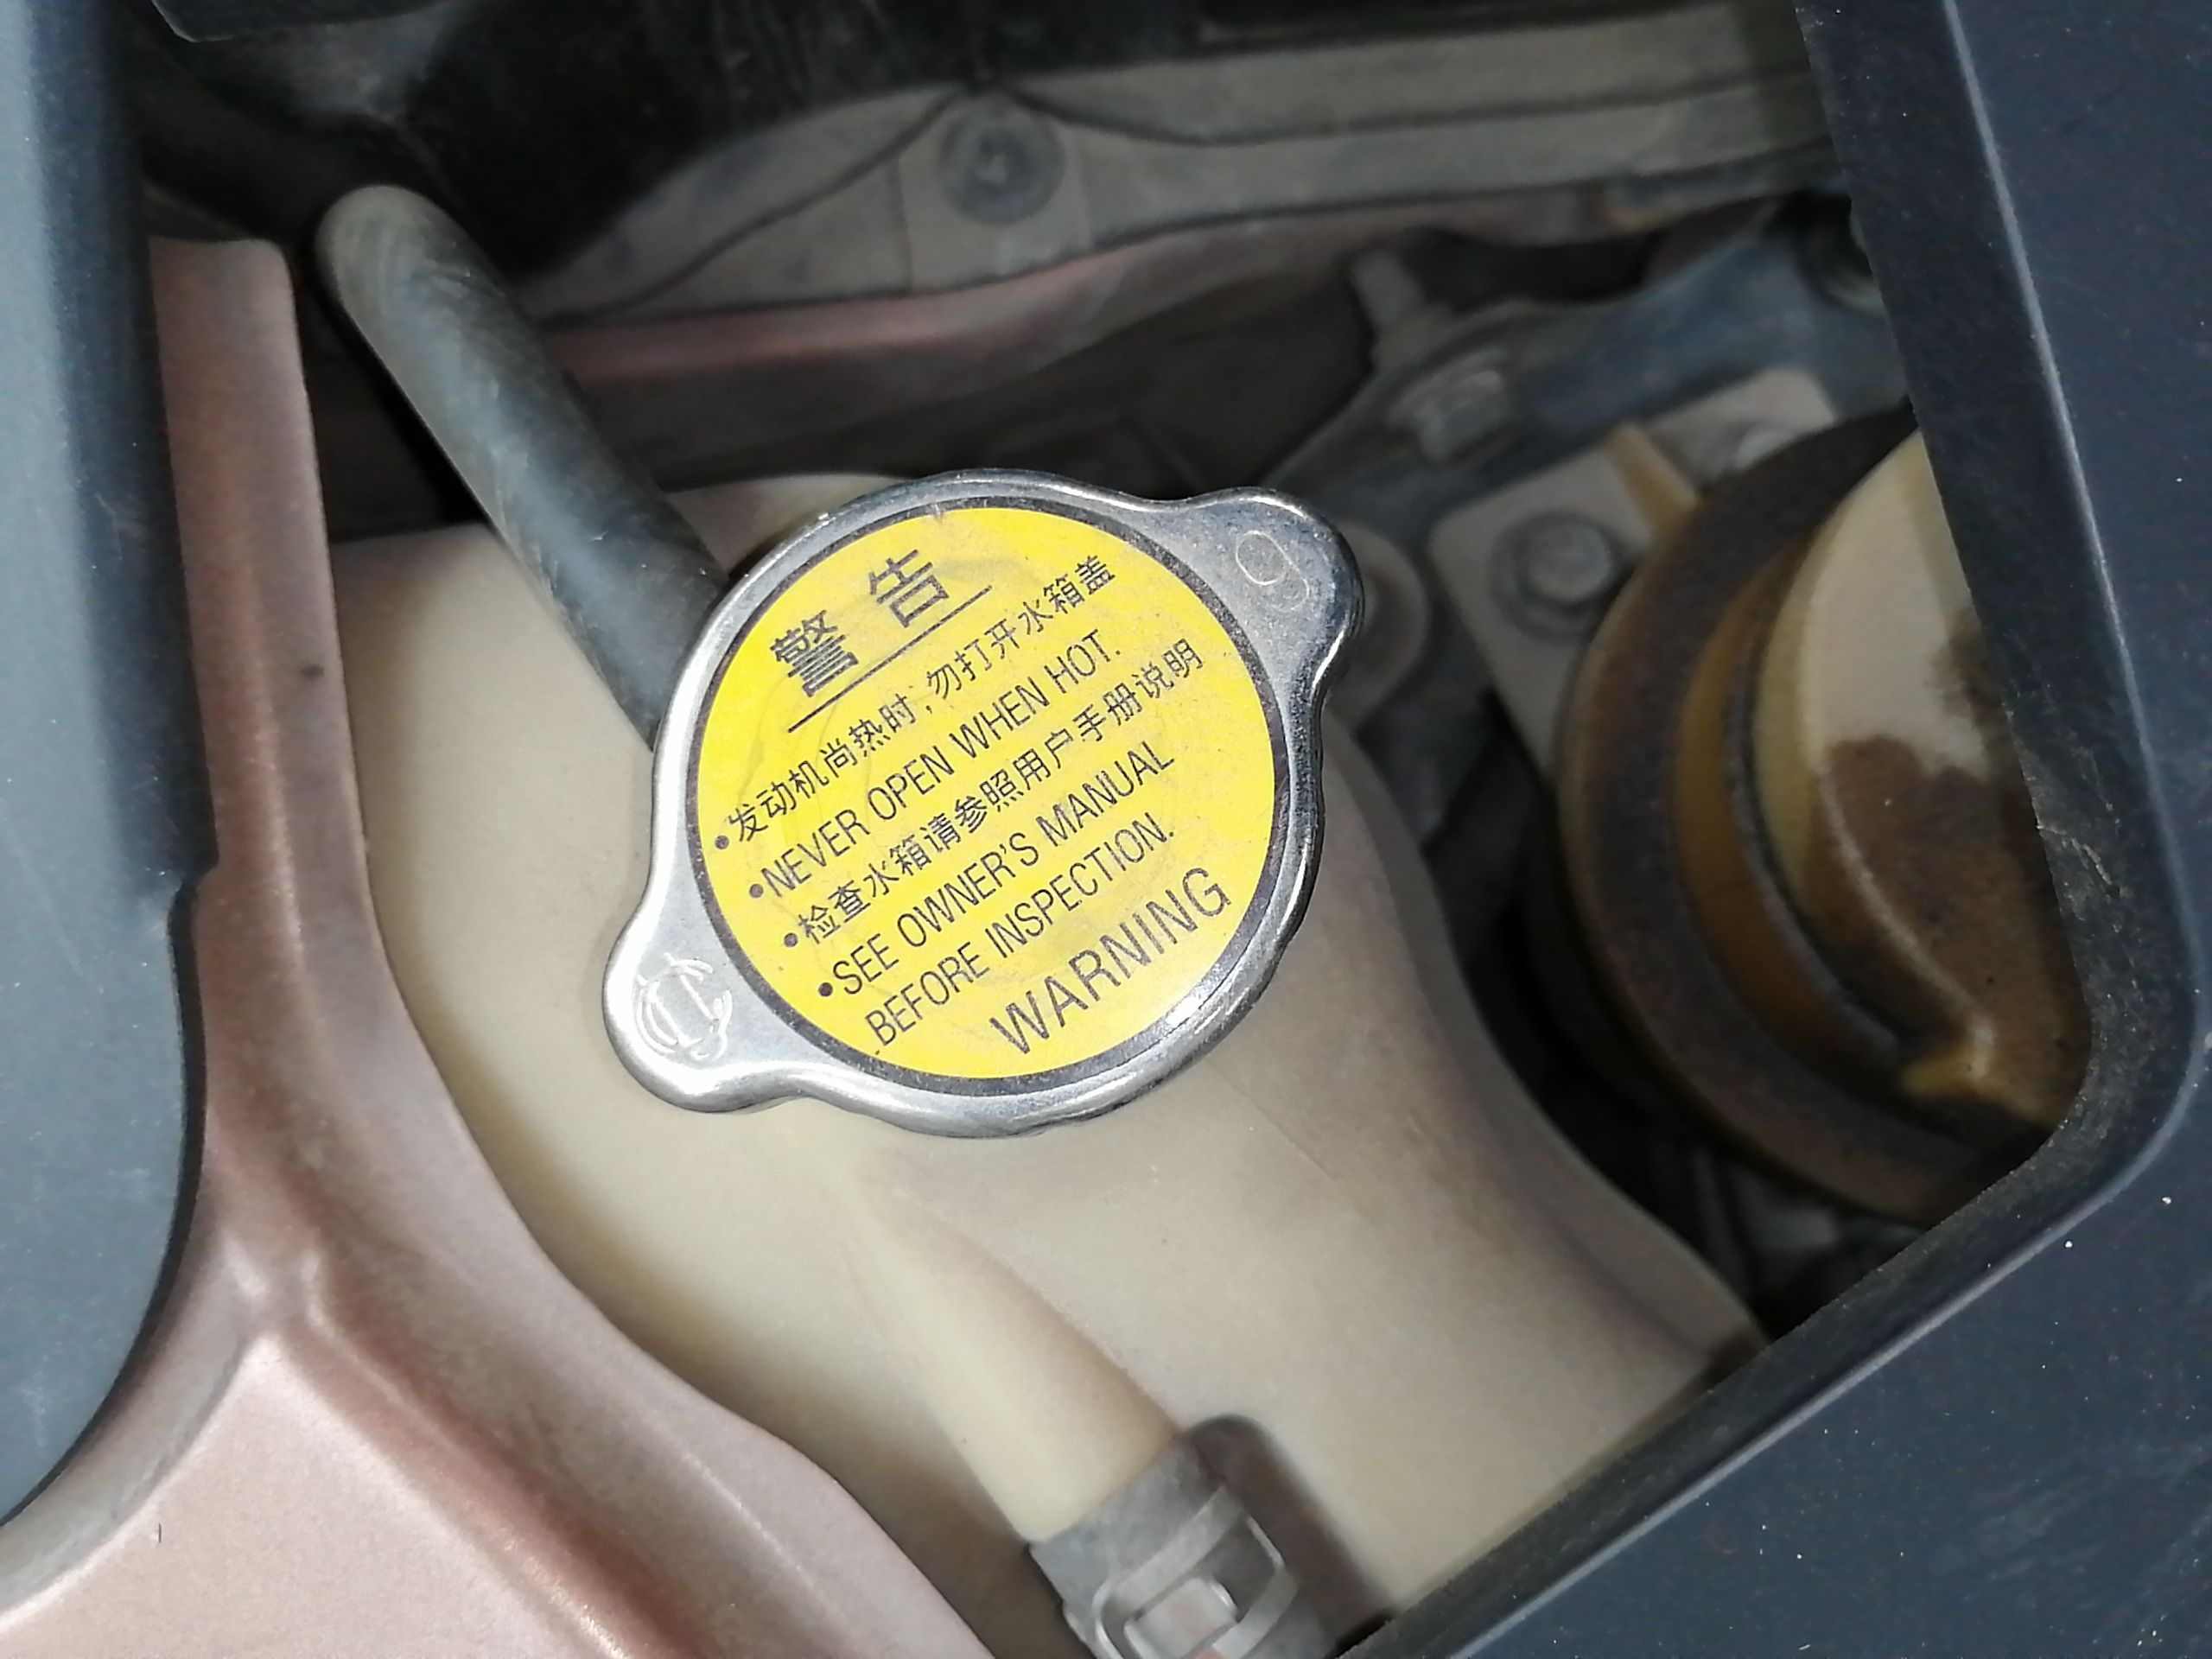 警告
•发动机尚热时,勿打开水箱盖
•NEVER OPEN WHEN HOT.
•检查水箱请参照用户手册说明
•SEE OWNER'S MANUAL
BEFORE INSPECTION.
WARNING
9